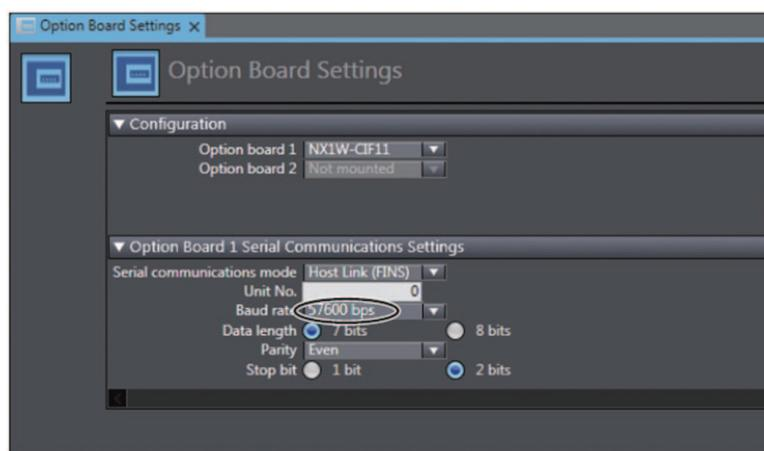 Option Board Settings X
Option Board Settings
Configuration
Option board 1 NX1W-CIF11
Option board 2 Not mounted
Option Board 1 Serial Communications Settings
Serial communications mode Host Link (FINS)
Unit No. 0
Baud rate 57600 bps
Data length 7 bits 8 bits
Parity Even
Stop bit 1 bit 2 bits